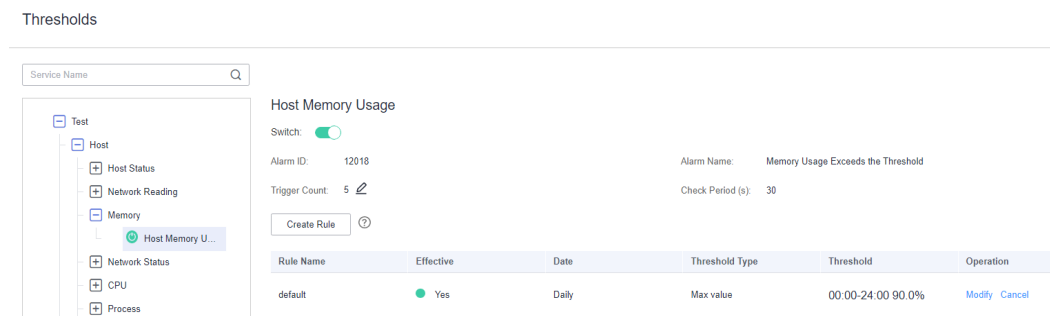 Thresholds
Service Name
Test
Host
Host Status
Network Reading
Memory
Host Memory U...
Network Status
CPU
Process
Host Memory Usage
Switch:
Alarm ID: 12018 Alarm Name: Memory Usage Exceeds the Threshold
Trigger Count: 5 Check Period (s): 30
Create Rule ?
Rule Name Effective Date Threshold Type Threshold Operation
default Yes Daily Max value 00:00-24:00 90.0% Modify Cancel